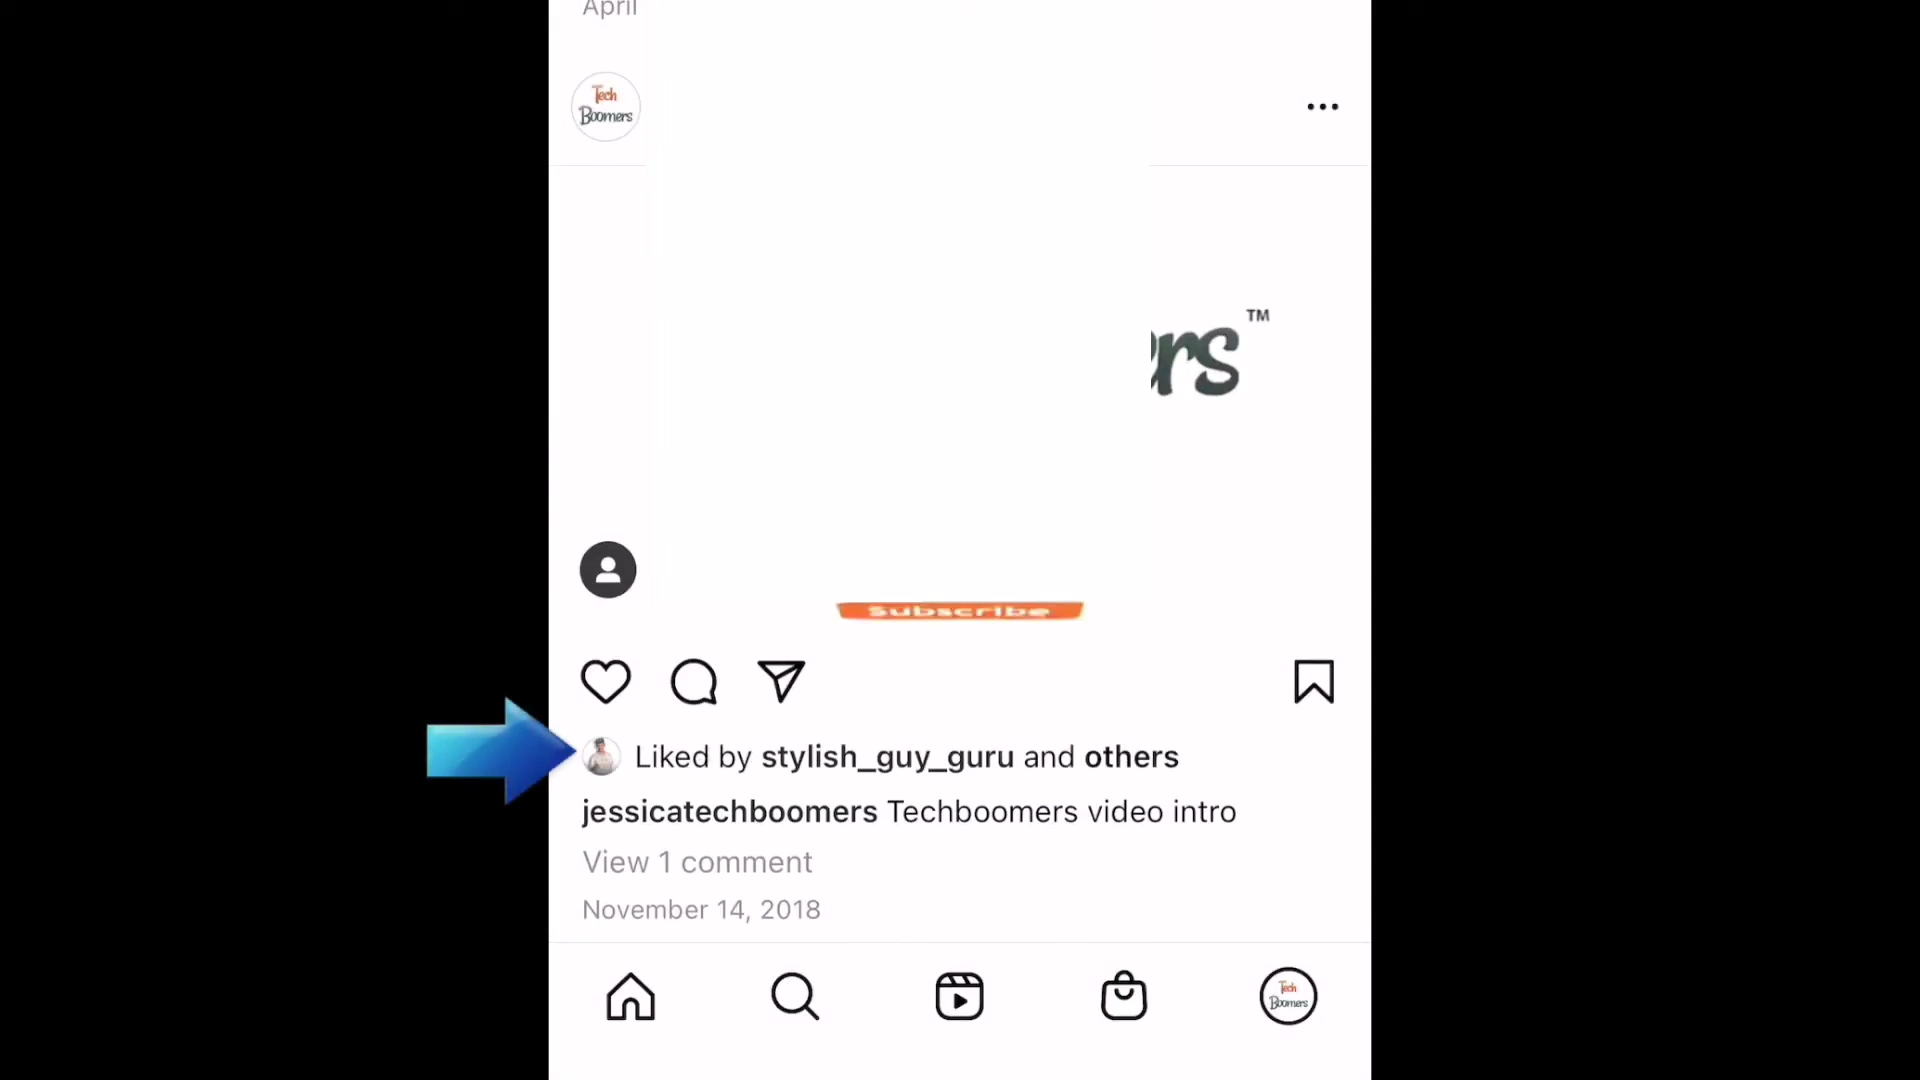 April
Tech
Boomers
TM
ers
Subscribe
Liked by stylish_guy_guru and others
jessicatechboomers Techboomers video intro
View 1 comment
November 14, 2018
Tech
Boomers